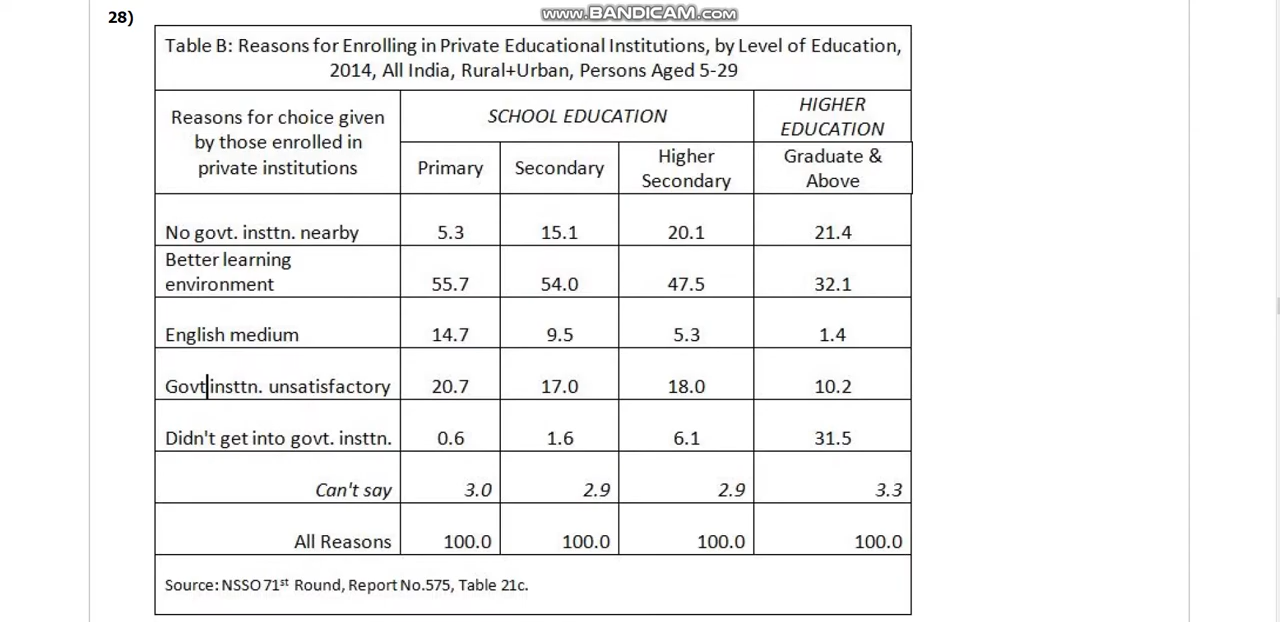 www.BANDICAM.com
28)
Table B: Reasons for Enrolling in Private Educational Institutions, by Level of Education,
2014, All India, Rural+Urban, Persons Aged 5-29
Reasons for choice given
by those enrolled in
private institutions
SCHOOL EDUCATION
HIGHER
EDUCATION
Primary
Secondary
Higher
Secondary
Graduate &
Above
No govt. insttn. nearby 5.3 15.1 20.1 21.4
Better learning
environment 55.7 54.0 47.5 32.1
English medium 14.7 9.5 5.3 1.4
Govt insttn. unsatisfactory 20.7 17.0 18.0 10.2
Didn't get into govt. insttn. 0.6 1.6 6.1 31.5
Can't say 3.0 2.9 2.9 3.3
All Reasons 100.0 100.0 100.0 100.0
Source: NSSO 71st Round, Report No.575, Table 21c.